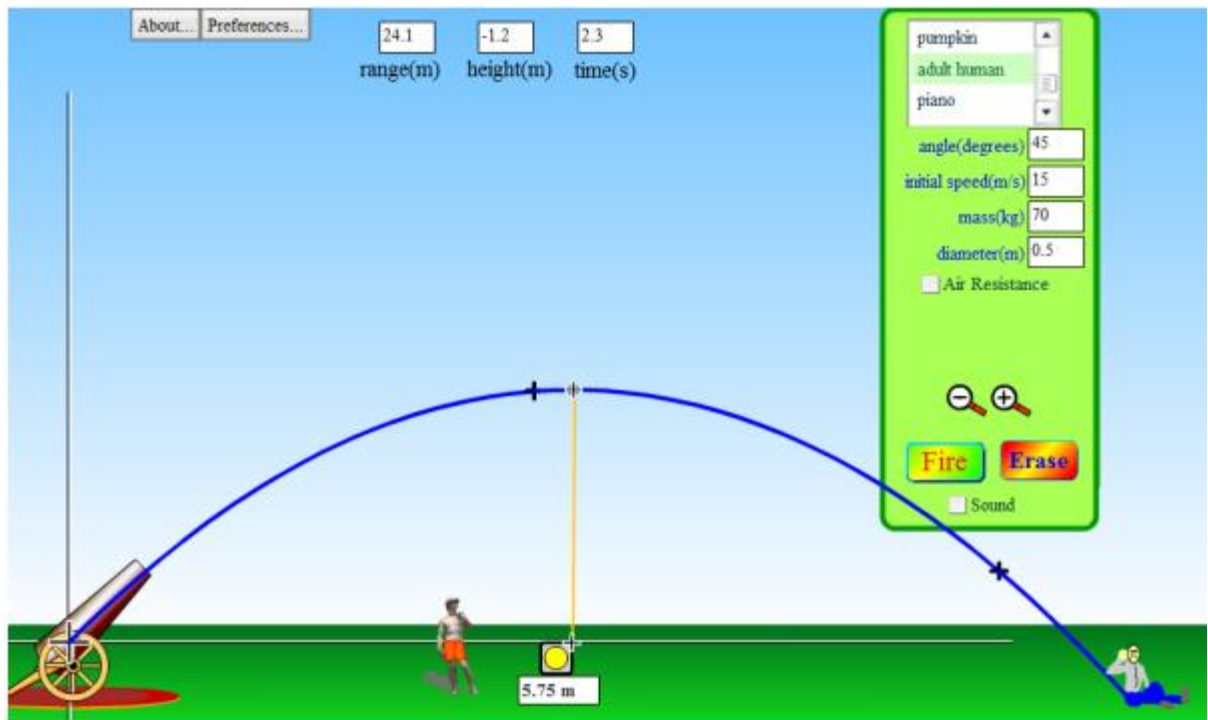 About... Preferences...
24.1 -1.2 2.3
range(m) height(m) time(s)
pumpkin
adult human
piano
angle(degrees) 45
initial speed(m/s) 15
mass(kg) 70
diameter(m) 0.5
Air Resistance
Fire Erase
Sound
5.75 m